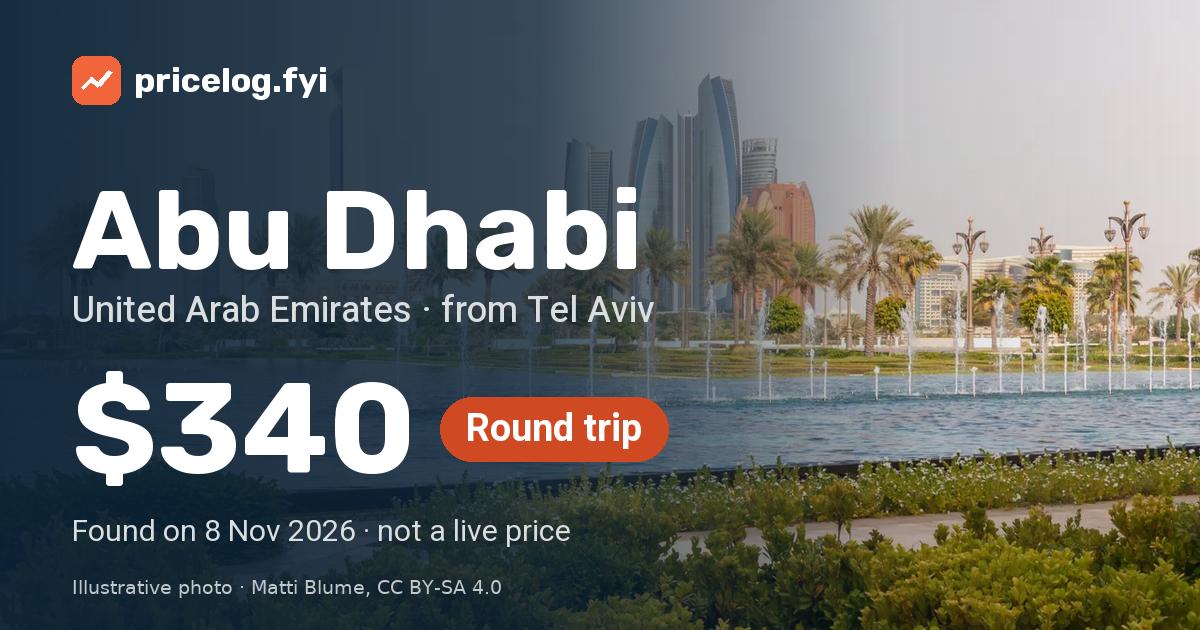 pricelog.fyi
Abu Dhabi
United Arab Emirates · from Tel Aviv
$340 Round trip
Found on 8 Nov 2026 · not a live price
Illustrative photo · Matti Blume, CC BY-SA 4.0